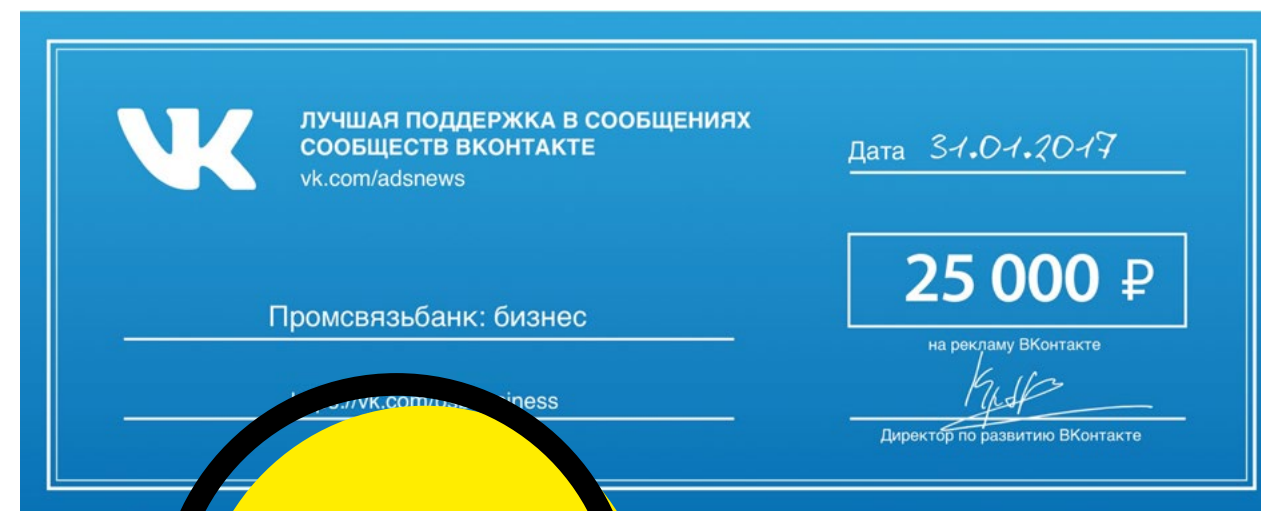 VK
ЛУЧШАЯ ПОДДЕРЖКА В СООБЩЕНИЯХ
СООБЩЕСТВ ВКОНТАКТЕ
vk.com/adsnews
Дата 31.01.2017
25 000 ₽
на рекламу ВКонтакте
Промсвязьбанк: бизнес
Директор по развитию ВКонтакте